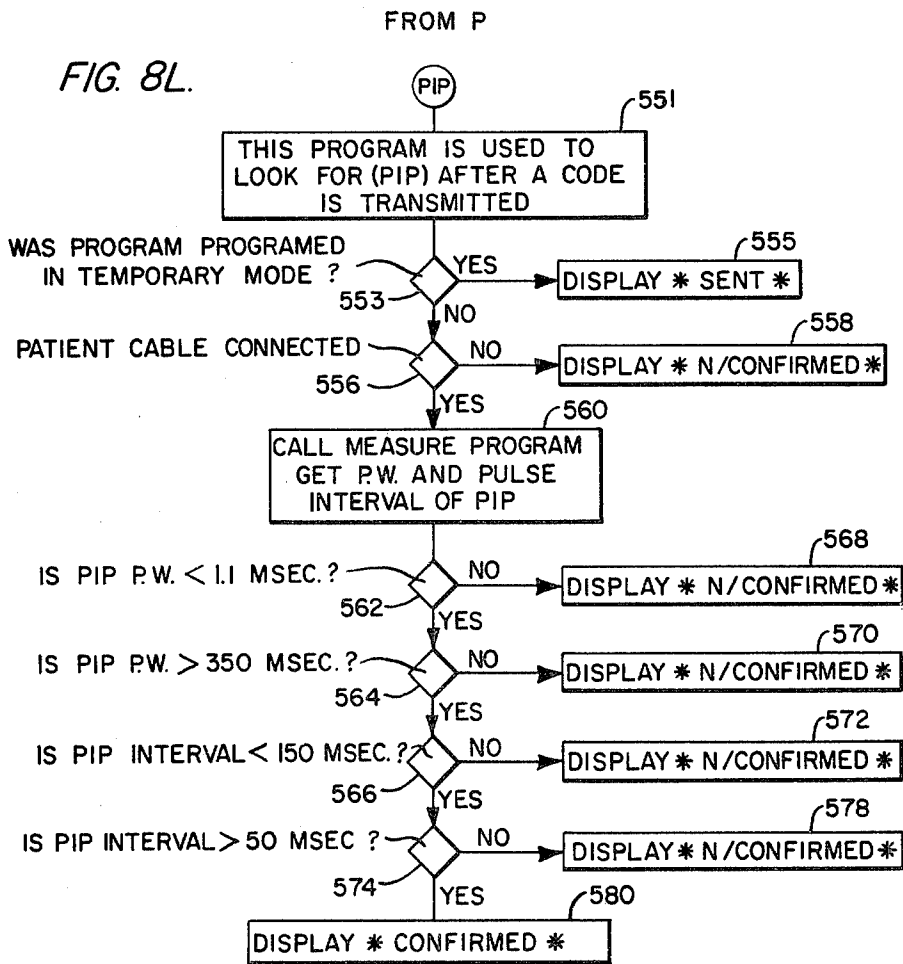 FROM P
FIG. 8L.
PIP
551
THIS PROGRAM IS USED TO
LOOK FOR (PIP) AFTER A CODE
IS TRANSMITTED
WAS PROGRAM PROGRAMED
IN TEMPORARY MODE ?
553
YES
555
DISPLAY * SENT *
NO
PATIENT CABLE CONNECTED
556
NO
558
DISPLAY * N/CONFIRMED *
YES
560
CALL MEASURE PROGRAM
GET P.W. AND PULSE
INTERVAL OF PIP
IS PIP P.W. < 1.1 MSEC. ?
562
NO
568
DISPLAY * N/CONFIRMED *
YES
IS PIP P.W. > 350 MSEC. ?
564
NO
570
DISPLAY * N/CONFIRMED *
YES
IS PIP INTERVAL < 150 MSEC. ?
566
NO
572
DISPLAY * N/CONFIRMED *
YES
IS PIP INTERVAL > 50 MSEC ?
574
NO
578
DISPLAY * N/CONFIRMED *
YES
580
DISPLAY * CONFIRMED *